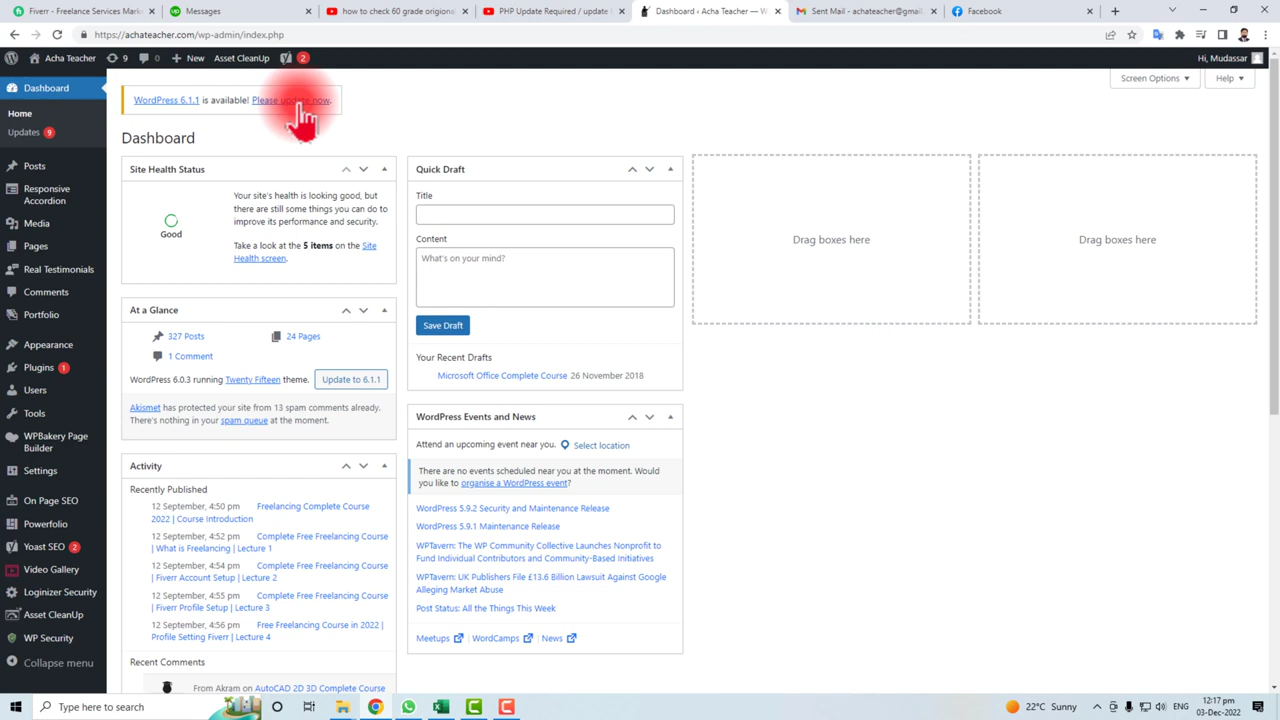 Fiverr - Freelance Services Mark
Messages
how to check 60 grade origional
PHP Update Required / update
Dashboard ‹ Acha Teacher — W
Sent Mail - achateacher@gmail.
Facebook
https://achateacher.com/wp-admin/index.php
Acha Teacher
9
0
New
Asset CleanUp
2
Hi, Mudassar
Dashboard
Home
Updates 9
Posts
Responsive
Accordion
Media
Pages
Real Testimonials
Comments
Portfolio
Appearance
Plugins 1
Users
Tools
WPBakery Page
Builder
Settings
On Page SEO
Powerfolio
Yoast SEO 2
Video Gallery
Loginizer Security
Asset CleanUp
WP Security
Collapse menu
WordPress 6.1.1 is available! Please update now.
Screen Options
Help
Dashboard
Site Health Status
Good
Your site's health is looking good, but
there are still some things you can do to
improve its performance and security.
Take a look at the 5 items on the Site
Health screen.
At a Glance
327 Posts
24 Pages
1 Comment
WordPress 6.0.3 running Twenty Fifteen theme.
Update to 6.1.1
Akismet has protected your site from 13 spam comments already.
There's nothing in your spam queue at the moment.
Activity
Recently Published
12 September, 4:50 pm Freelancing Complete Course
2022 | Course Introduction
12 September, 4:52 pm Complete Free Freelancing Course
| What is Freelancing | Lecture 1
12 September, 4:54 pm Complete Free Freelancing Course
| Fiverr Account Setup | Lecture 2
12 September, 4:55 pm Complete Free Freelancing Course
| Fiverr Profile Setup | Lecture 3
12 September, 4:56 pm Free Freelancing Course in 2022 |
Profile Setting Fiverr | Lecture 4
Recent Comments
From Akram on AutoCAD 2D 3D Complete Course
Quick Draft
Title
Content
What's on your mind?
Save Draft
Your Recent Drafts
Microsoft Office Complete Course 26 November 2018
WordPress Events and News
Attend an upcoming event near you. Select location
There are no events scheduled near you at the moment. Would
you like to organise a WordPress event?
WordPress 5.9.2 Security and Maintenance Release
WordPress 5.9.1 Maintenance Release
WPTavern: The WP Community Collective Launches Nonprofit to
Fund Individual Contributors and Community-Based Initiatives
WPTavern: UK Publishers File £13.6 Billion Lawsuit Against Google
Alleging Market Abuse
Post Status: All the Things This Week
Meetups | WordCamps | News
Drag boxes here
Drag boxes here
Type here to search
22°C Sunny
ENG
12:17 pm
03-Dec-2022